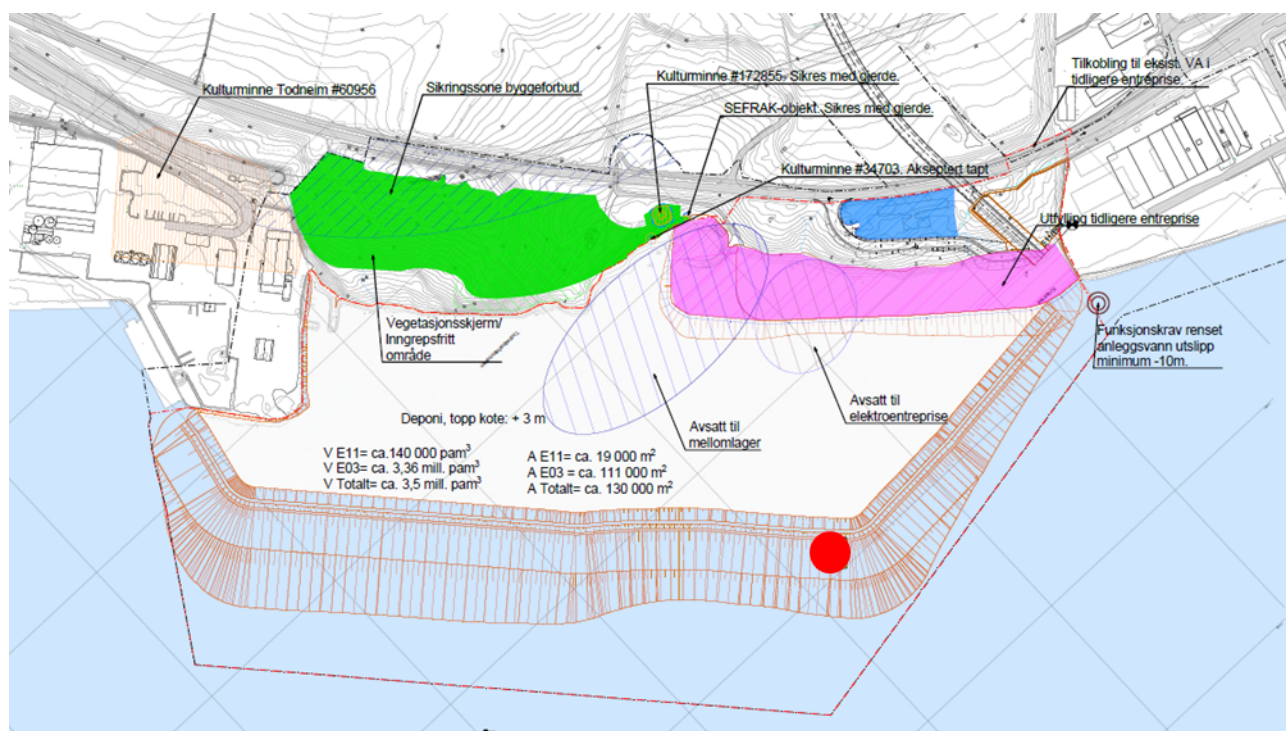 Tilkobling til eksist. VA i
tidligere entreprise.
Kulturminne #172855. Sikres med gjerde.
Kulturminne Todneim #60956
Sikringssone byggeforbud.
SEFRAK-objekt. Sikres med gjerde.
Kulturminne #34703. Akseptert tapt
Utfylling tidligere entreprise
Vegetasjonsskjerm/
Inngrepsfritt
område
Funksjonskrav renset
anleggsvann utslipp
minimum -10m.
Avsatt til
elektroentreprise
Avsatt til
mellomlager
Deponi, topp kote: + 3 m
V E11= ca.140 000 pam³
V E03= ca. 3,36 mill. pam³
V Totalt= ca. 3,5 mill. pam³
A E11= ca. 19 000 m²
A E03 = ca. 111 000 m²
A Totalt= ca. 130 000 m²